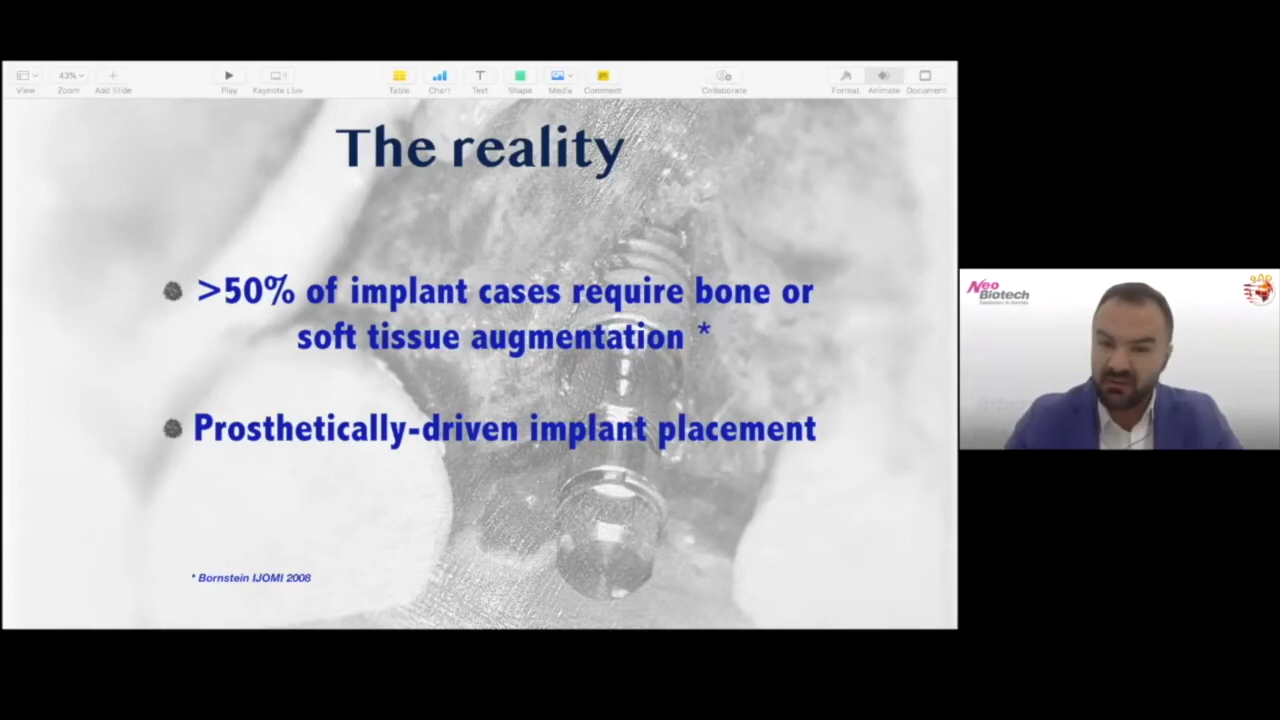 View
43%
Zoom
Add Slide
Play
Keynote Live
Table
Chart
Text
Shape
Media
Comment
Collaborate
Format
Animate
Document
The reality
>50% of implant cases require bone or
soft tissue augmentation *
Prosthetically-driven implant placement
* Bornstein IJOMI 2008
Neo
Biotech